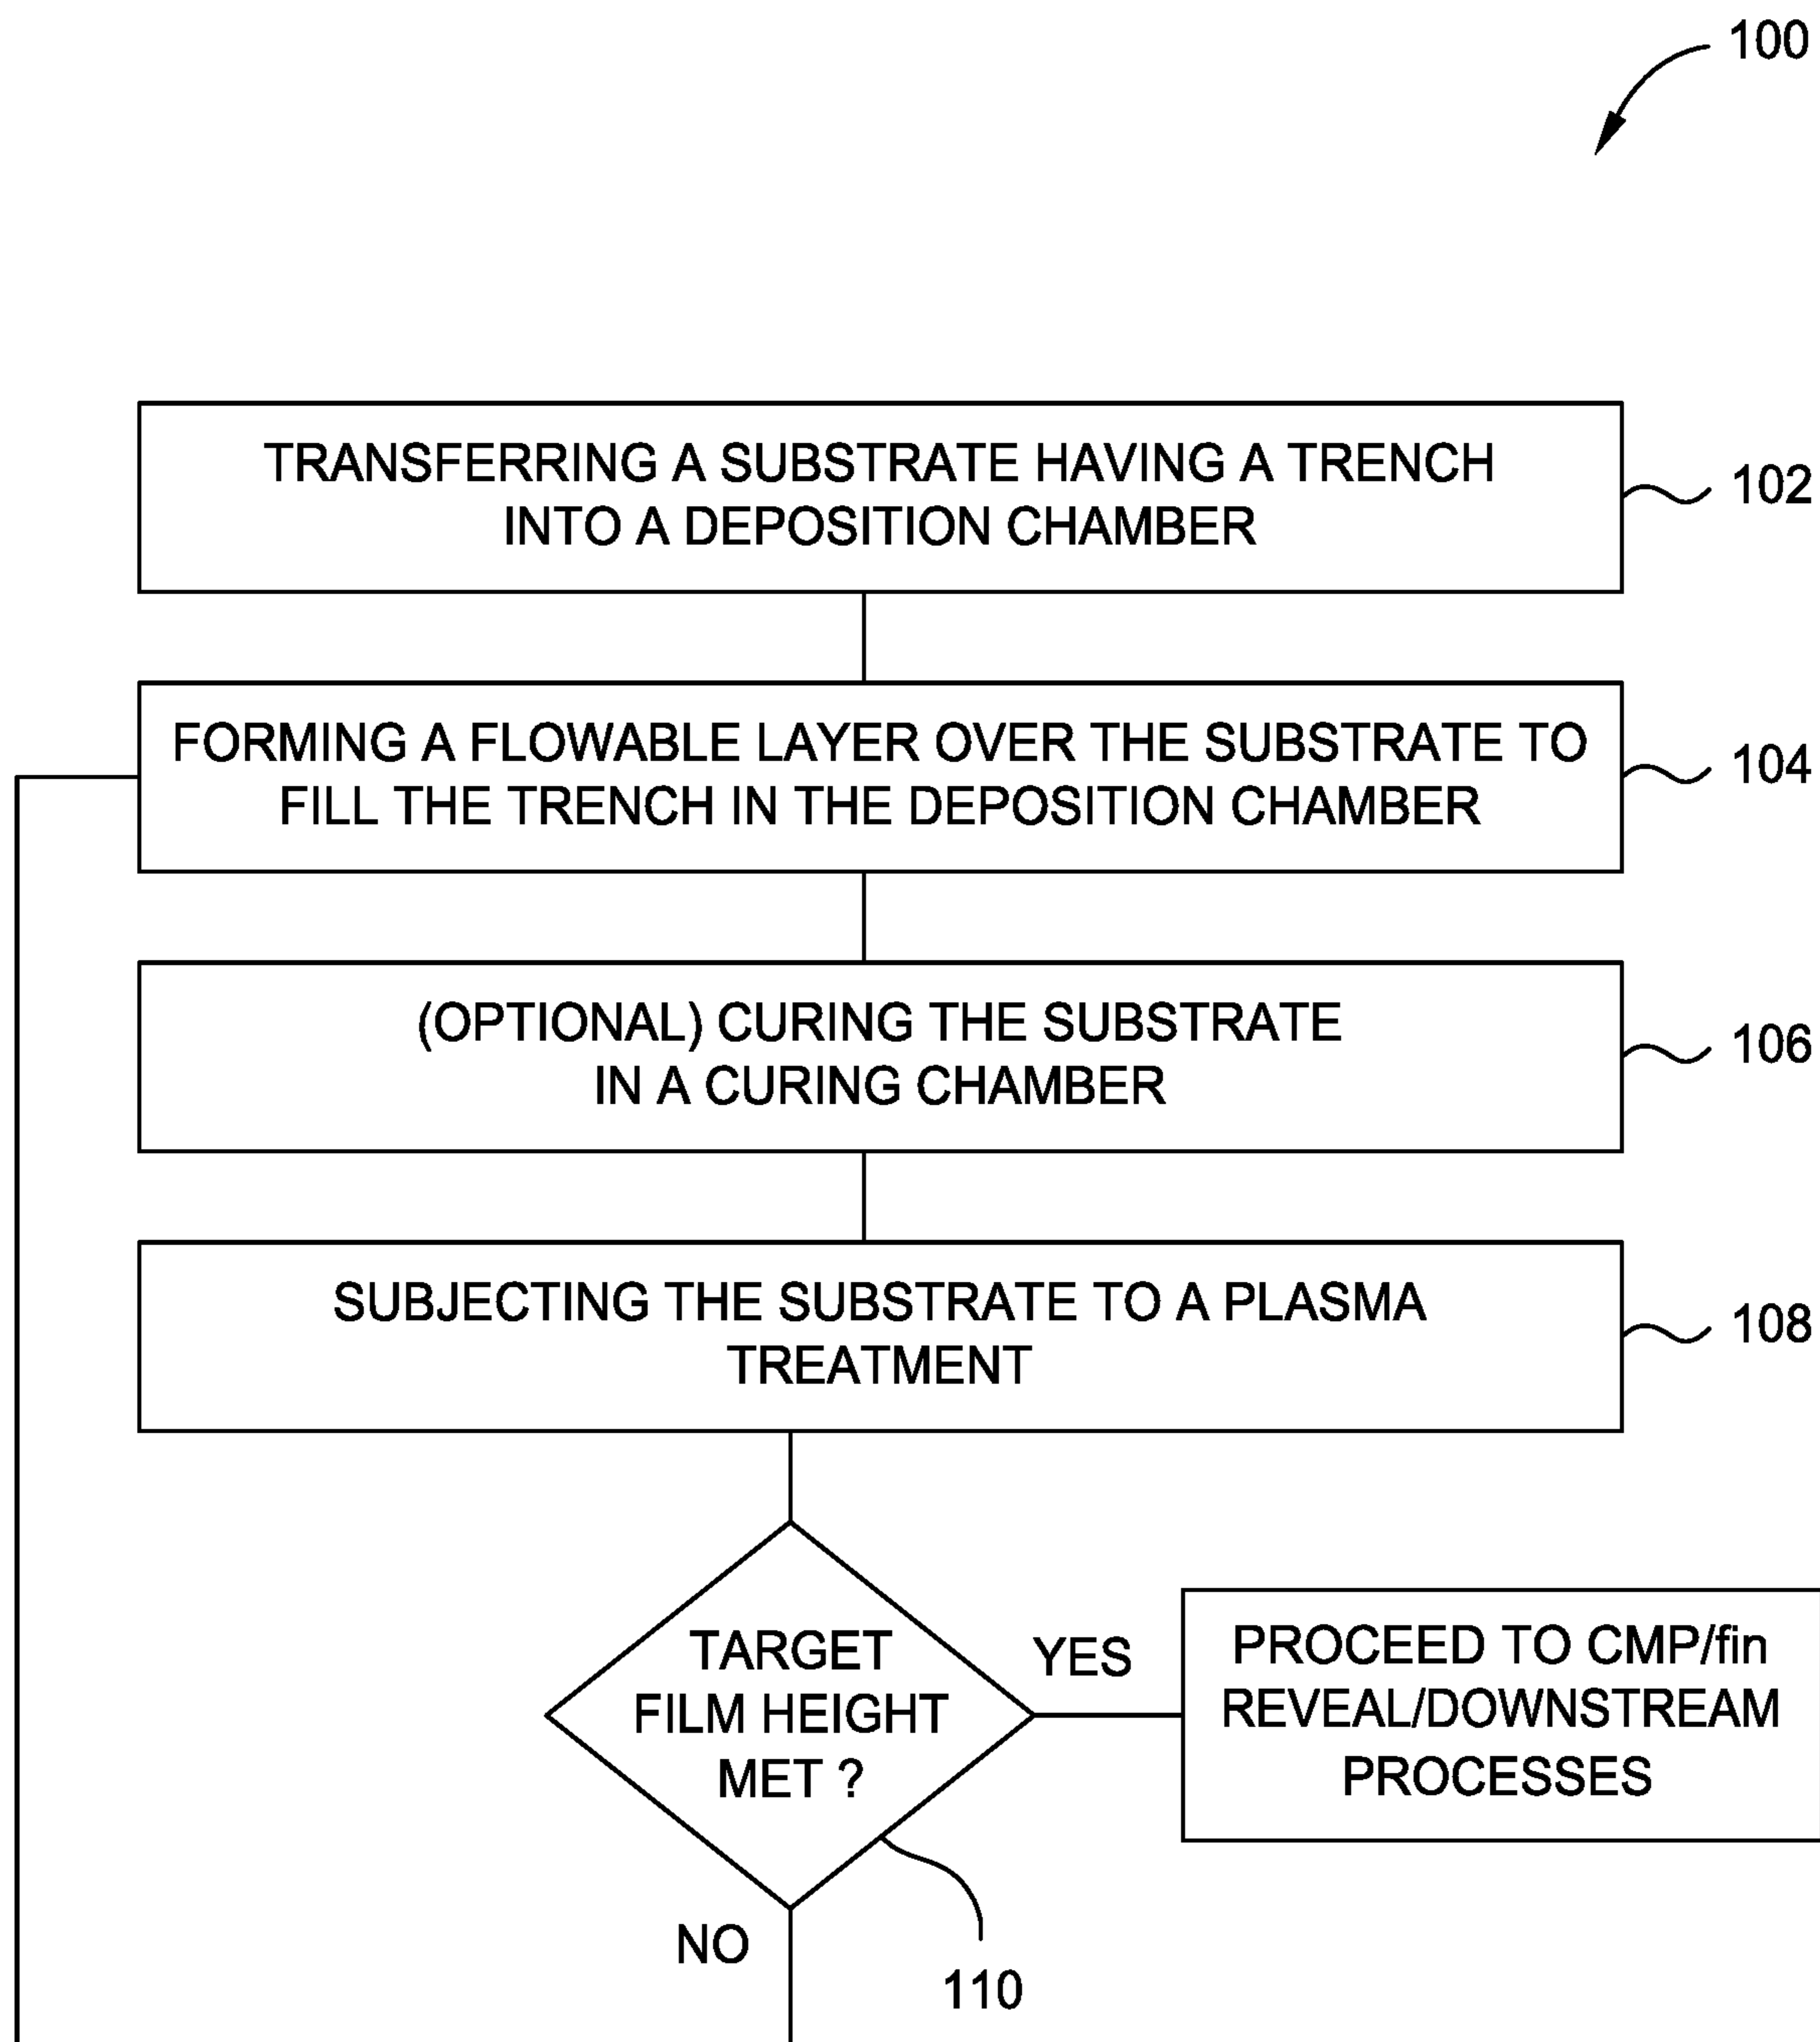 100
TRANSFERRING A SUBSTRATE HAVING A TRENCH
INTO A DEPOSITION CHAMBER
102
FORMING A FLOWABLE LAYER OVER THE SUBSTRATE TO
FILL THE TRENCH IN THE DEPOSITION CHAMBER
104
(OPTIONAL) CURING THE SUBSTRATE
IN A CURING CHAMBER
106
SUBJECTING THE SUBSTRATE TO A PLASMA
TREATMENT
108
TARGET
FILM HEIGHT
MET ?
YES
PROCEED TO CMP/fin
REVEAL/DOWNSTREAM
PROCESSES
NO
110